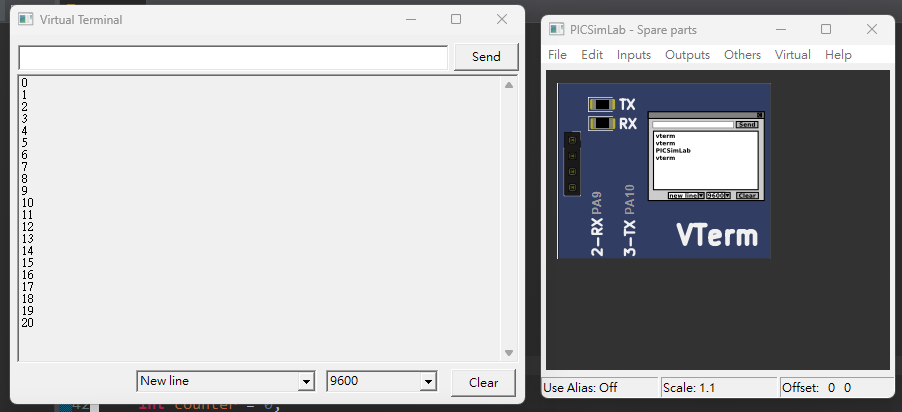 Virtual Terminal
Send
0
1
2
3
4
5
6
7
8
9
10
11
12
13
14
15
16
17
18
19
20
New line
9600
Clear
42 int counter = 0;
PICSimLab - Spare parts
File Edit Inputs Outputs Others Virtual Help
TX
RX
Send
vterm
vterm
PICSimLab
vterm
new line
9600
Clear
2-RX PA9
3-TX PA10
VTerm
Use Alias: Off
Scale: 1.1
Offset: 0 0